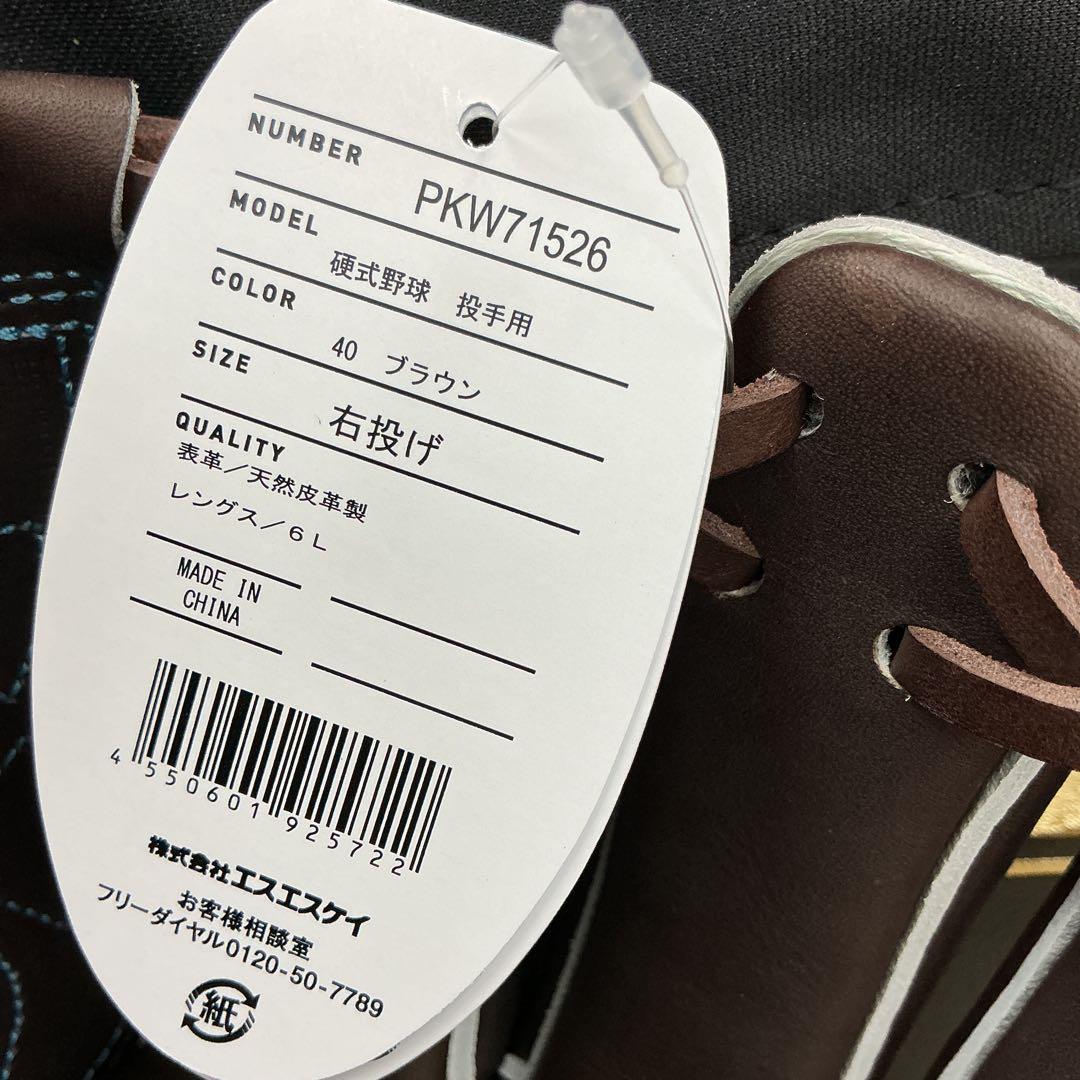 NUMBER
PKW71526
MODEL
硬式野球 投手用
COLOR
40 ブラウン
SIZE
右投げ
QUALITY
表革／天然皮革製
レングス／６Ｌ
MADE IN
CHINA
4 550601 925722
株式会社エスエスケイ
お客様相談室
フリーダイヤル0120-50-7789
紙